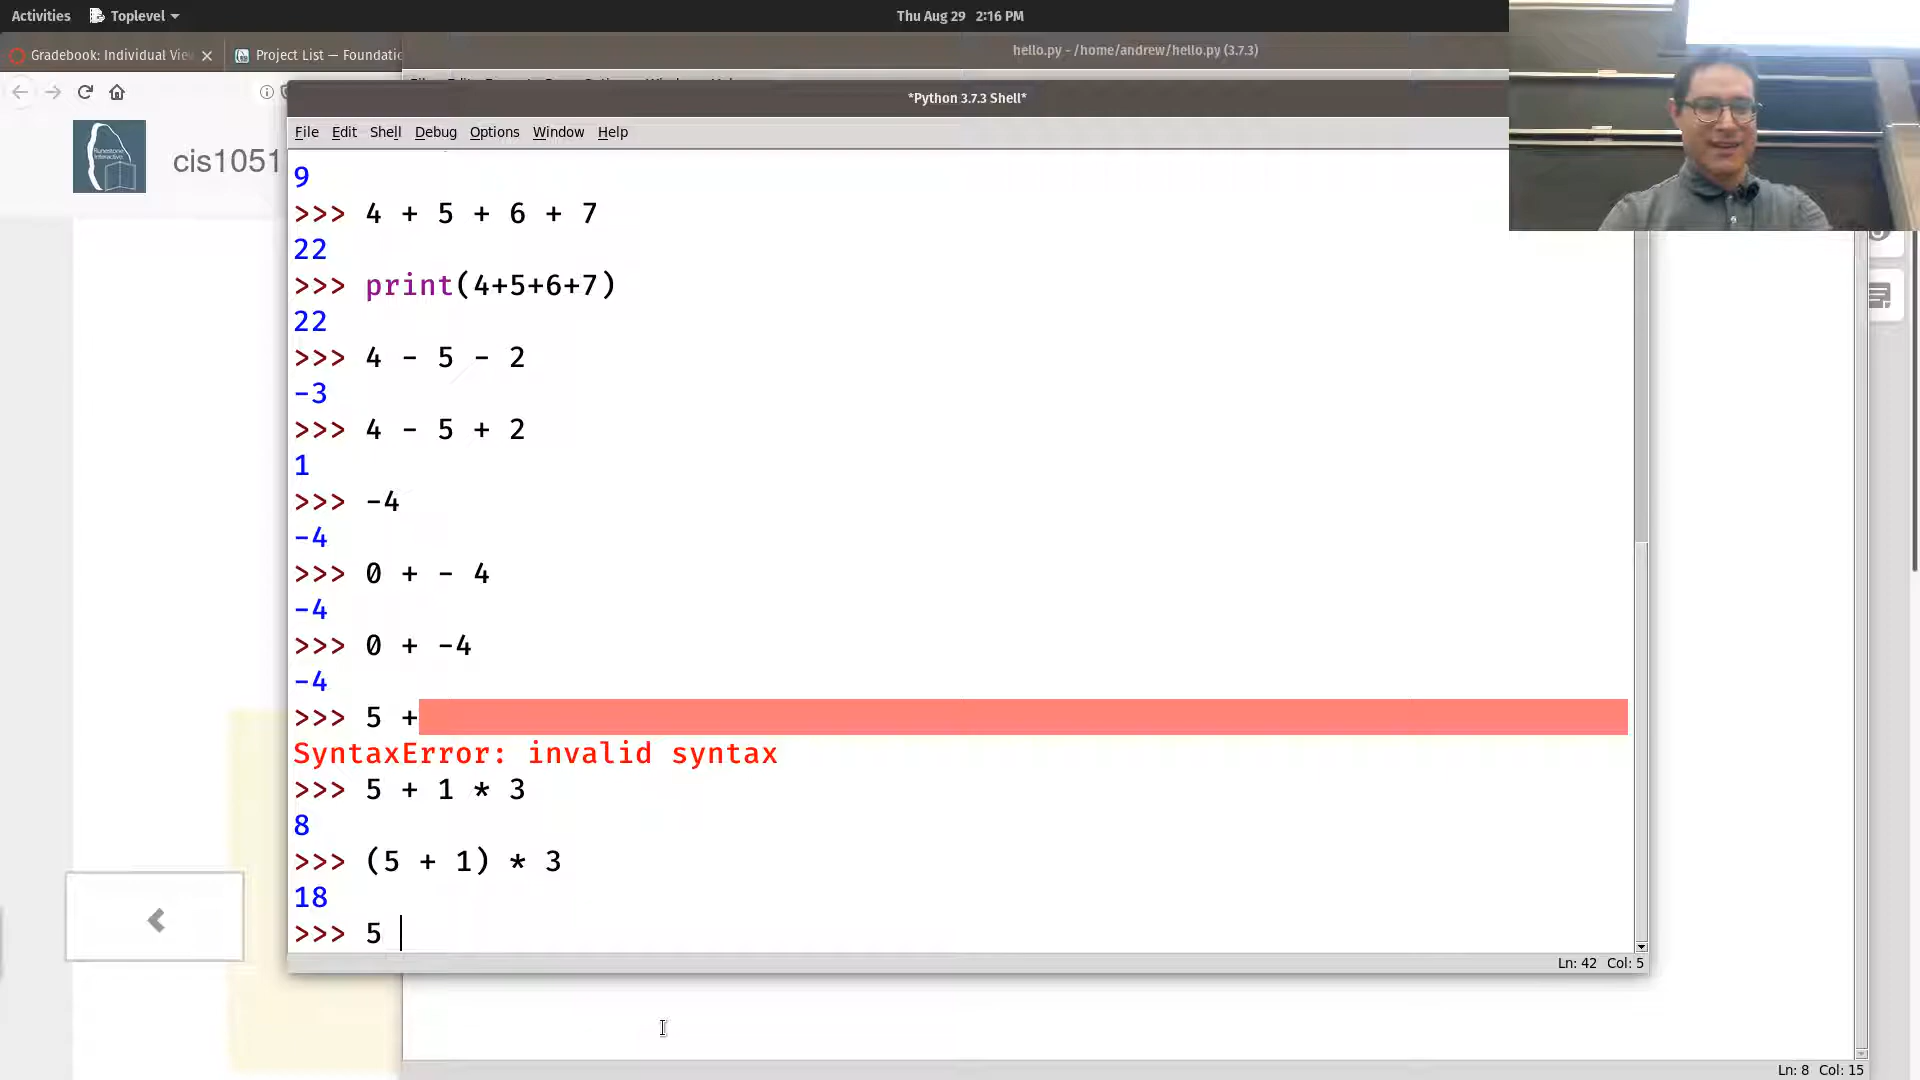 Activities Toplevel Thu Aug 29 2:16 PM
Gradebook: Individual Vie Project List — Foundatic hello.py - /home/andrew/hello.py (3.7.3)
*Python 3.7.3 Shell*
File Edit Shell Debug Options Window Help
cis1051
9
>>> 4 + 5 + 6 + 7
22
>>> print(4+5+6+7)
22
>>> 4 - 5 - 2
-3
>>> 4 - 5 + 2
1
>>> -4
-4
>>> 0 + - 4
-4
>>> 0 + -4
-4
>>> 5 +
SyntaxError: invalid syntax
>>> 5 + 1 * 3
8
>>> (5 + 1) * 3
18
>>> 5
Ln: 42 Col: 5
Ln: 8 Col: 15